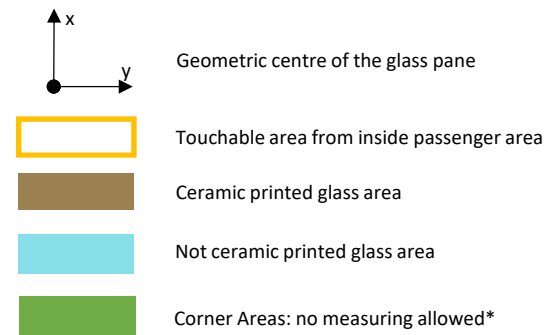 x
y
Geometric centre of the glass pane
Touchable area from inside passenger area
Ceramic printed glass area
Not ceramic printed glass area
Corner Areas: no measuring allowed*